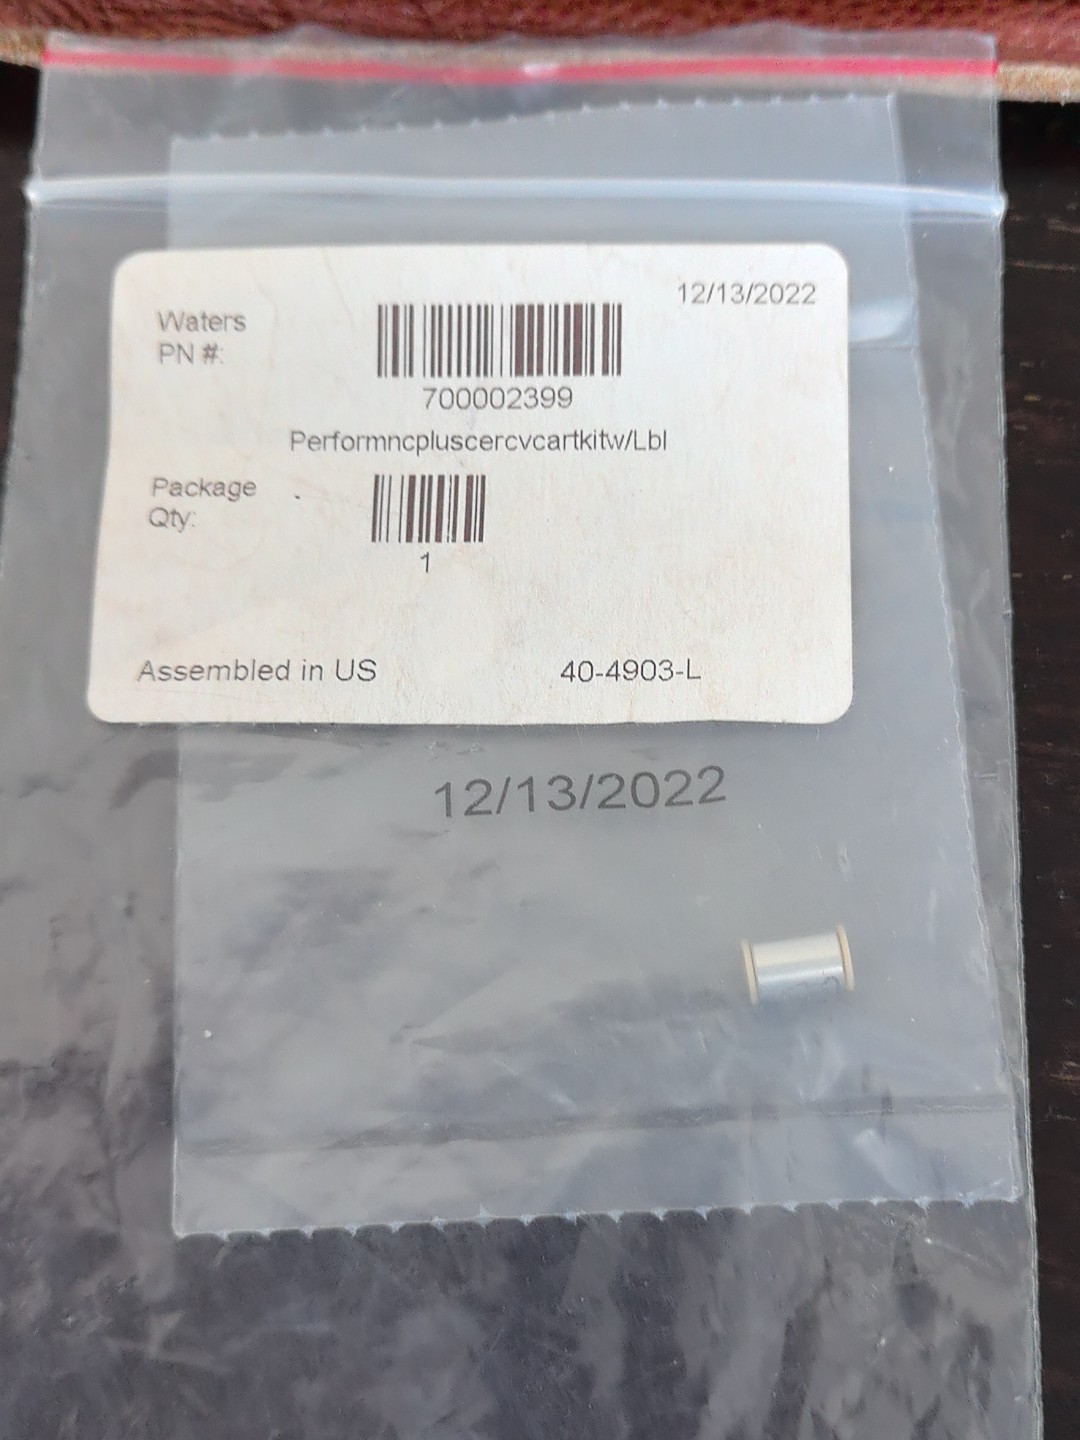 12/13/2022
Waters
PN #:
700002399
Performncpluscercvcartkitw/Lbl
Package
Qty:
1
Assembled in US 40-4903-L
12/13/2022